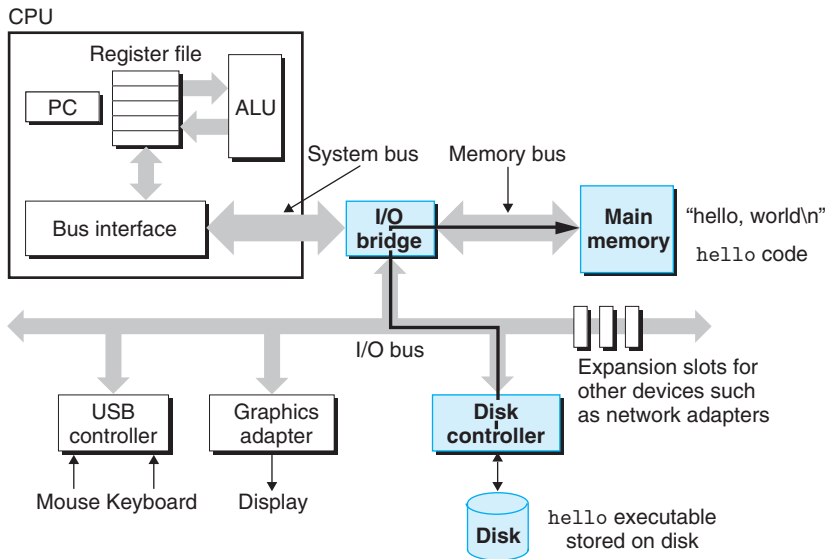 CPU
Register file
PC
ALU
System bus
Memory bus
Bus interface
I/O
bridge
Main
memory
“hello, world\n”
hello code
I/O bus
Expansion slots for
other devices such
as network adapters
USB
controller
Graphics
adapter
Disk
controller
Mouse Keyboard
Display
Disk
hello executable
stored on disk